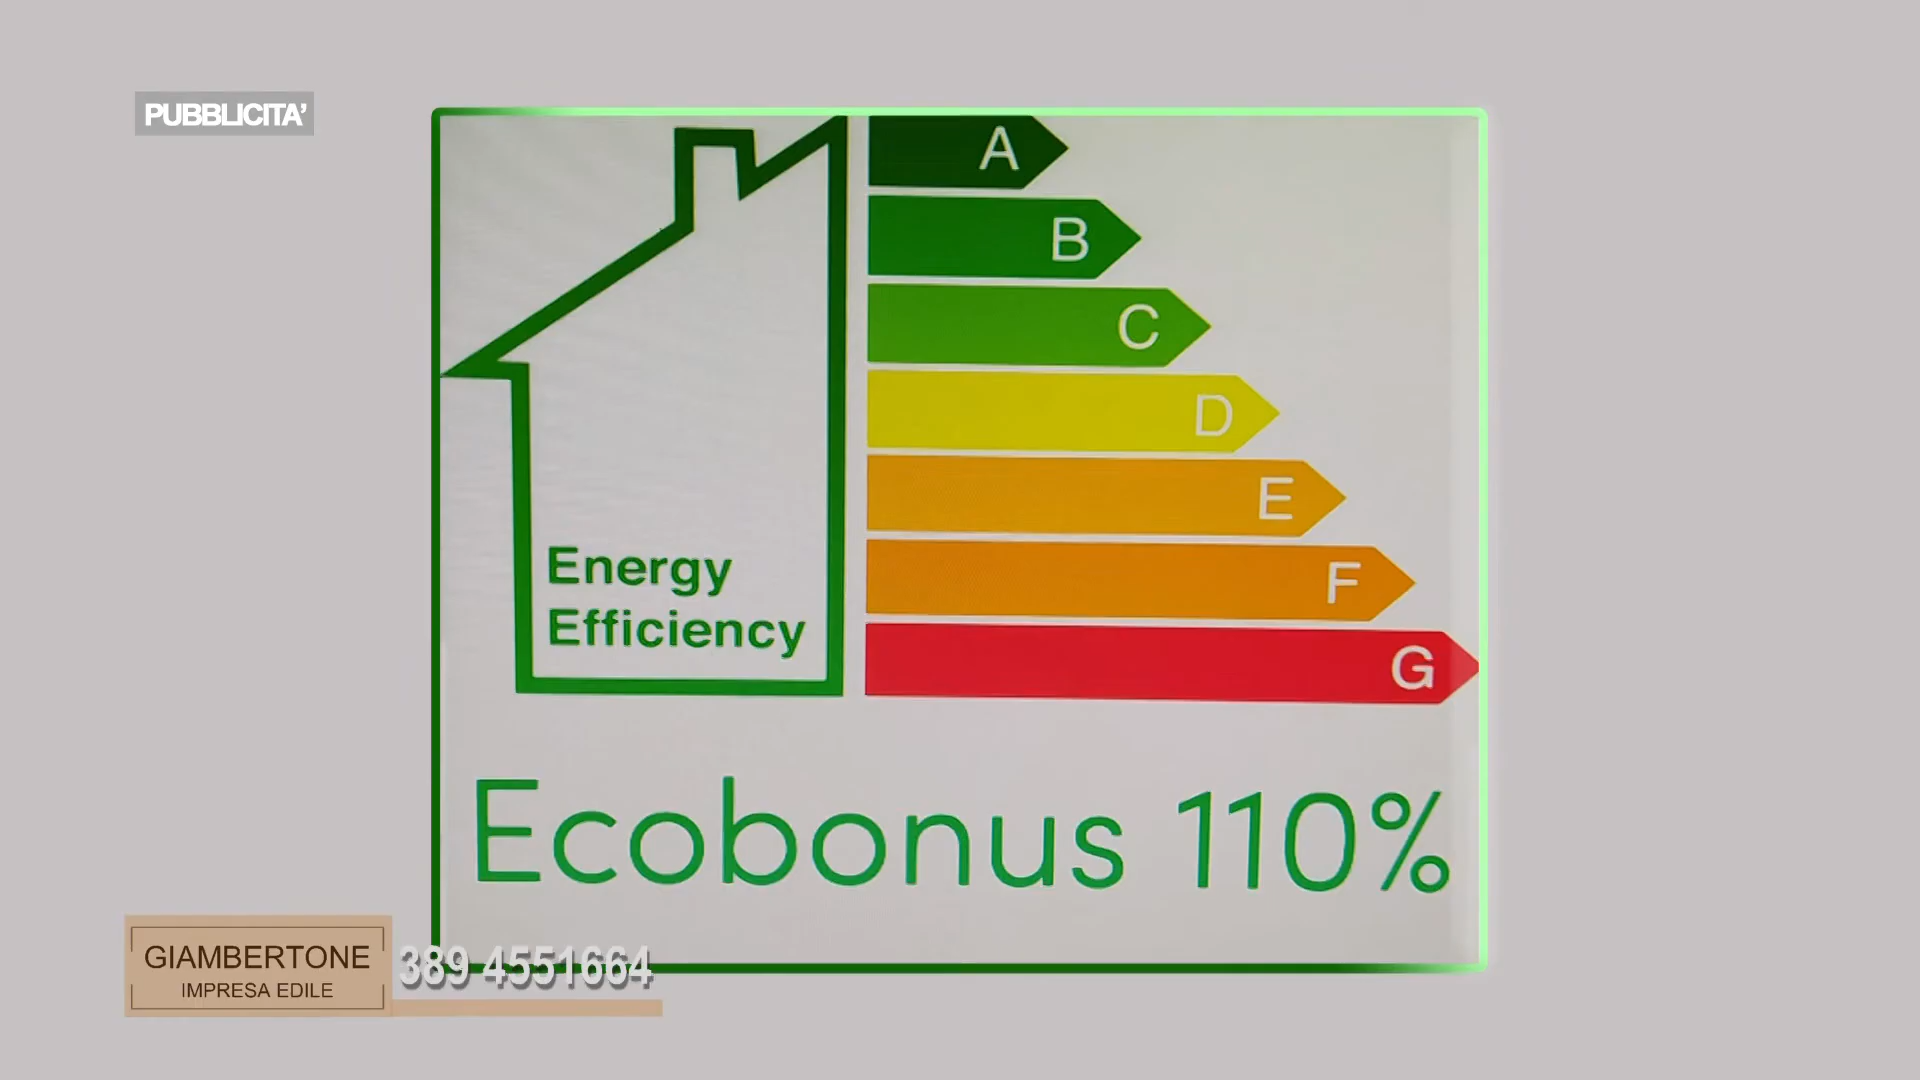 PUBBLICITA'
A
B
C
D
E
F
G
Energy
Efficiency
Ecobonus 110%
GIAMBERTONE
IMPRESA EDILE
389 4551664